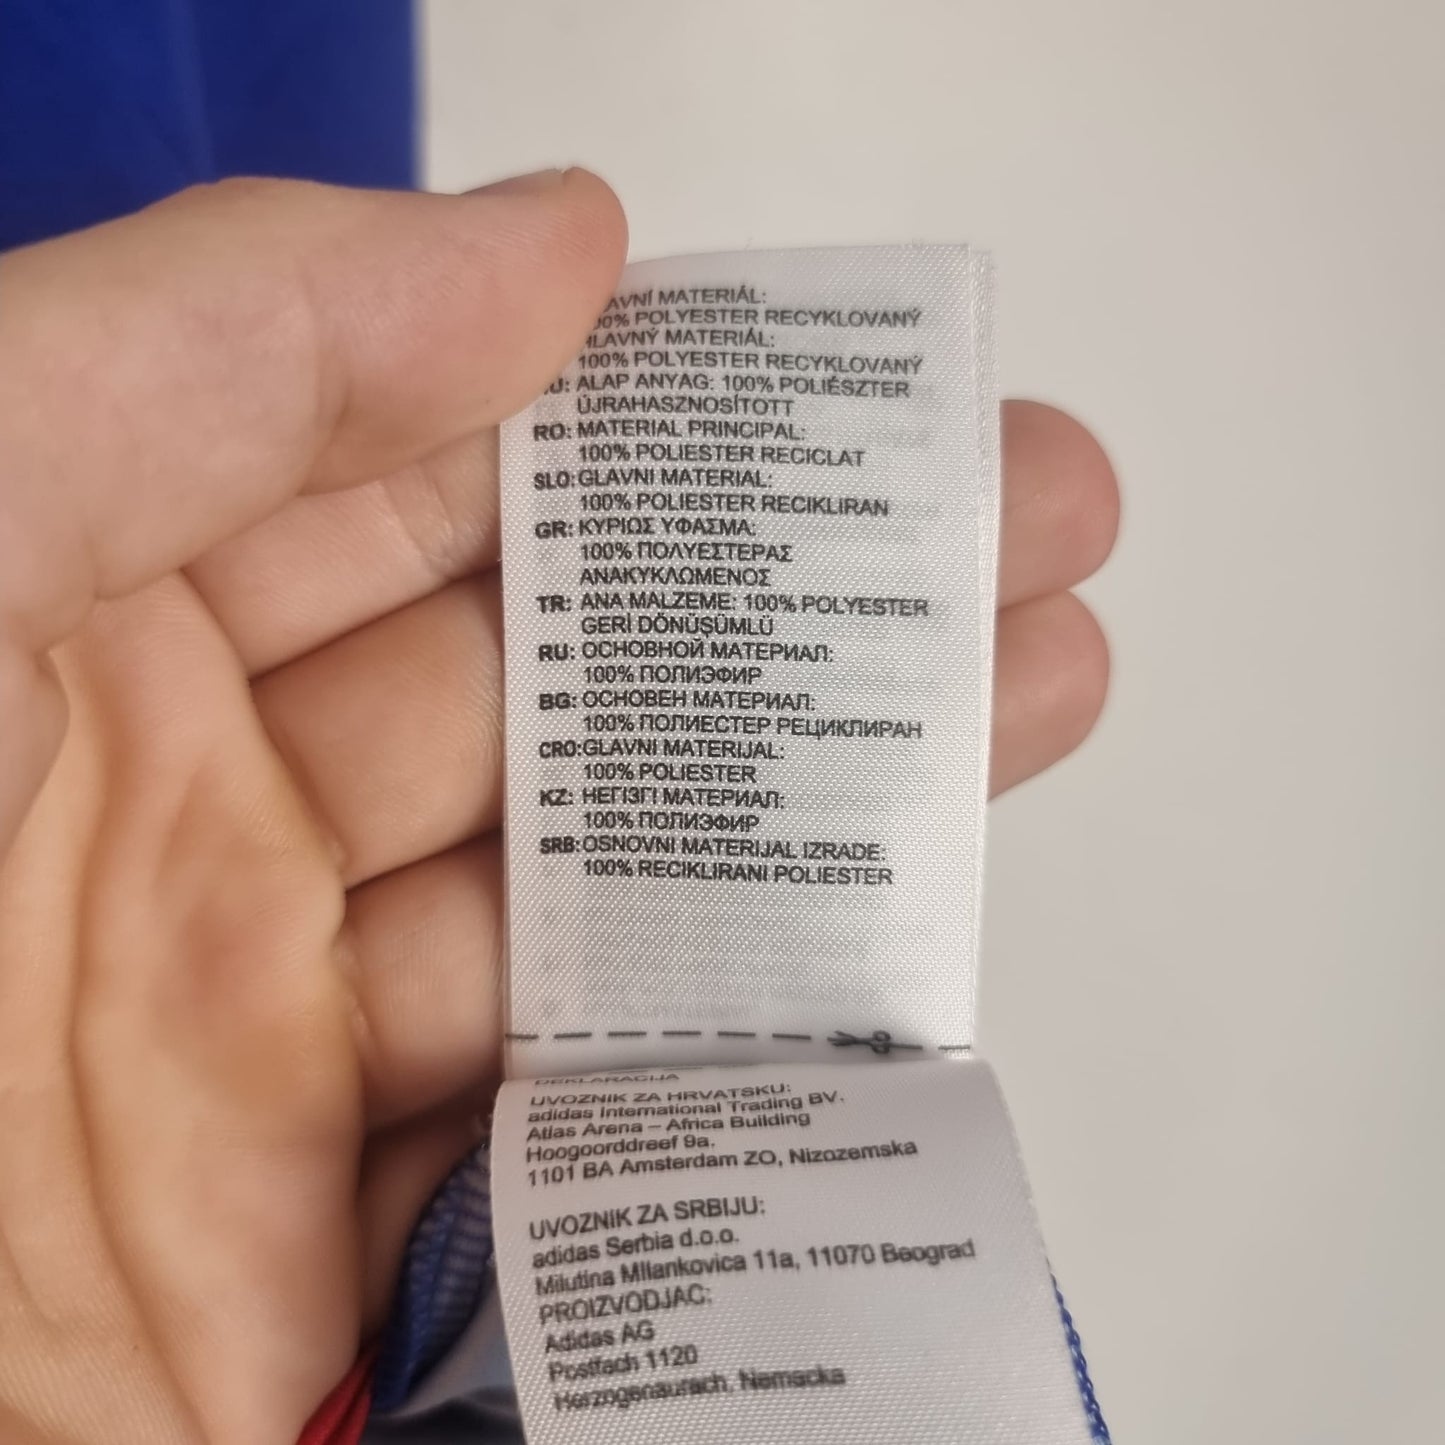 MATERIÁL:
POLYESTER RECYKLOVANÝ
MATERIÁL:
100% POLYESTER RECYKLOVANÝ
ALAP ANYAG: 100% POLIÉSZTER
ÚJRAHASZNOSÍTOTT
RO: MATERIAL PRINCIPAL:
100% POLIESTER RECICLAT
SLO: GLAVNI MATERIAL:
100% POLIESTER RECIKLIRAN
GR: ΚΥΡΙΩΣ ΥΦΑΣΜΑ:
100% ΠΟΛΥΕΣΤΕΡΑΣ
ΑΝΑΚΥΚΛΩΜΕΝΟΣ
TR: ANA MALZEME: 100% POLYESTER
GERİ DÖNÜŞÜMLÜ
RU: ОСНОВНОЙ МАТЕРИАЛ:
100% ПОЛИЭФИР
BG: ОСНОВЕН МАТЕРИАЛ:
100% ПОЛИЕСТЕР РЕЦИКЛИРАН
CRO: GLAVNI MATERIJAL:
100% POLIESTER
KZ: НЕГІЗГІ МАТЕРИАЛ:
100% ПОЛИЭФИР
SRB: OSNOVNI MATERIJAL IZRADE:
100% RECIKLIRANI POLIESTER
DEKLARACIJA
UVOZNIK ZA HRVATSKU:
adidas International Trading BV.
Atlas Arena – Africa Building
Hoogoorddreef 9a.
1101 BA Amsterdam ZO, Nizozemska
UVOZNIK ZA SRBIJU:
adidas Serbia d.o.o.
Milutina Milankovica 11a, 11070 Beograd
PROIZVODJAC:
Adidas AG
Postfach 1120
Herzogenaurach, Nemacka